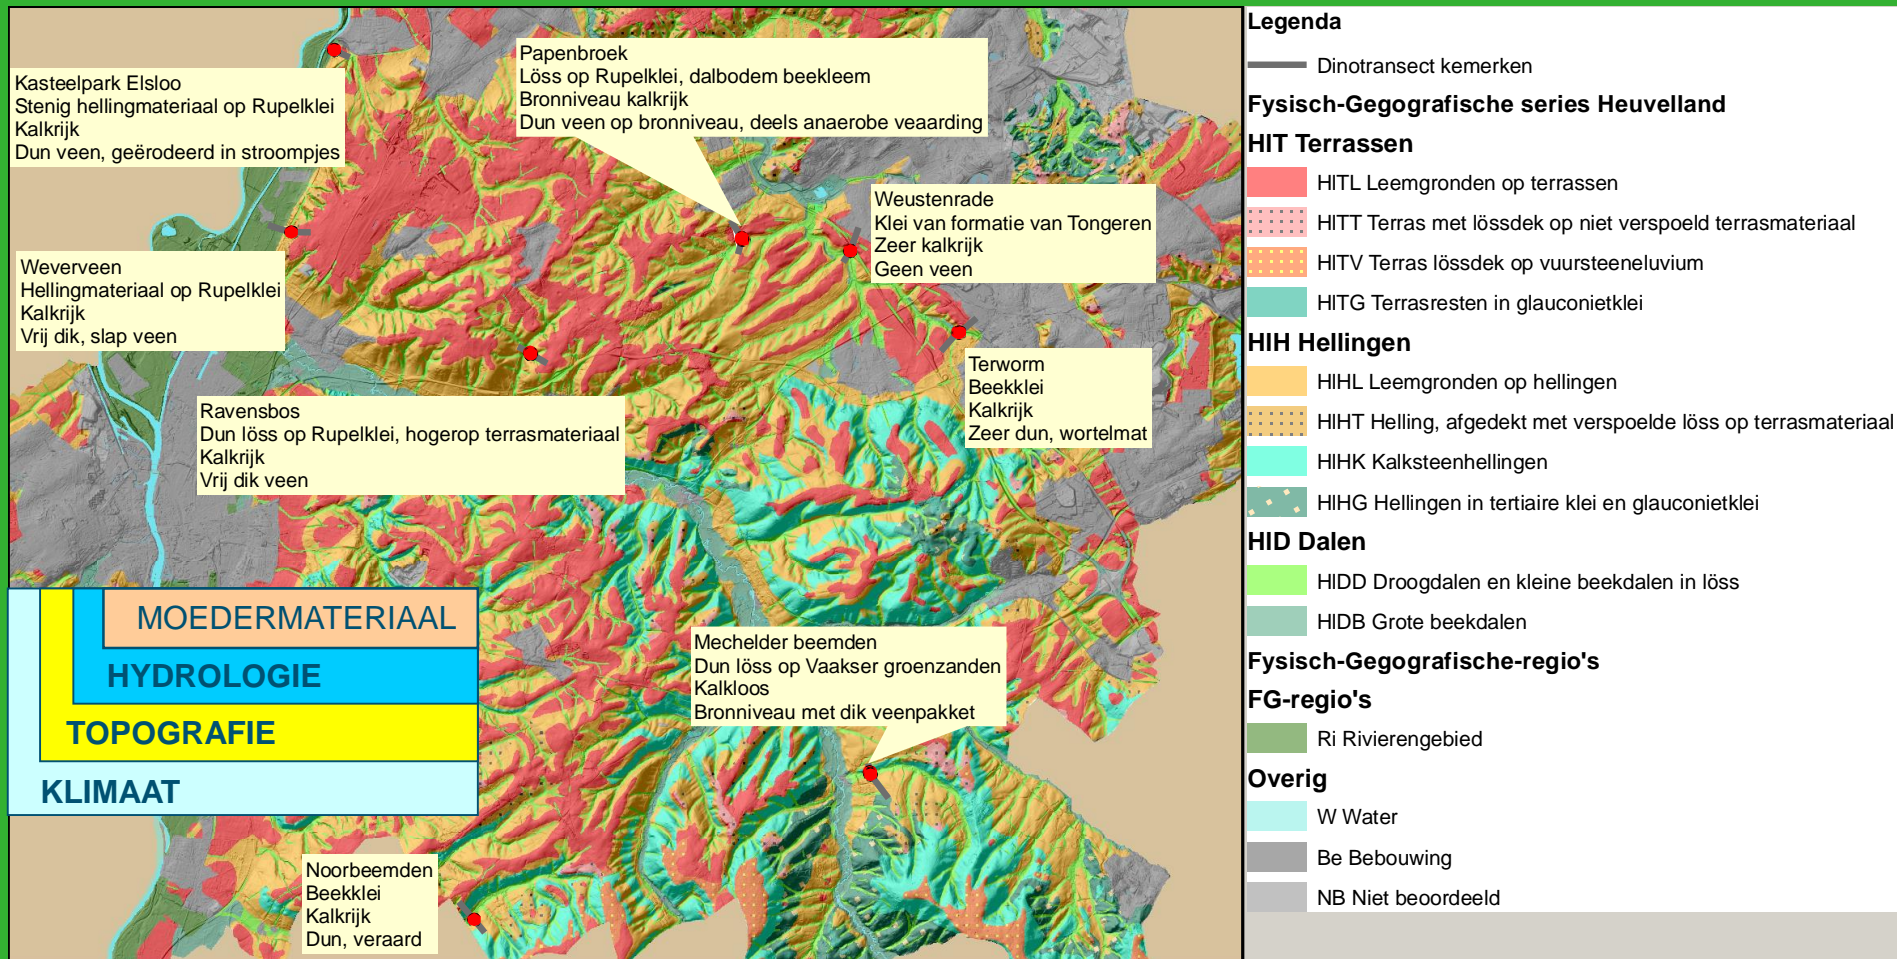 Kasteelpark Elsloo
Stenig hellingmateriaal op Rupelklei
Kalkrijk
Dun veen, geërodeerd in stroompjes
Papenbroek
Löss op Rupelklei, dalbodem beekleem
Bronniveau kalkrijk
Dun veen op bronniveau, deels anaerobe veaarding
Weustenrade
Klei van formatie van Tongeren
Zeer kalkrijk
Geen veen
Weverveen
Hellingmateriaal op Rupelklei
Kalkrijk
Vrij dik, slap veen
Terworm
Beekklei
Kalkrijk
Zeer dun, wortelmat
Ravensbos
Dun löss op Rupelklei, hogerop terrasmateriaal
Kalkrijk
Vrij dik veen
Mechelder beemden
Dun löss op Vaakser groenzanden
Kalkloos
Bronniveau met dik veenpakket
Noorbeemden
Beekklei
Kalkrijk
Dun, veraard
MOEDERMATERIAAL
HYDROLOGIE
TOPOGRAFIE
KLIMAAT
Legenda
Dinotransect kemerken
Fysisch-Gegografische series Heuvelland
HIT Terrassen
HITL Leemgronden op terrassen
HITT Terras met lössdek op niet verspoeld terrasmateriaal
HITV Terras lössdek op vuursteeneluvium
HITG Terrasresten in glauconietklei
HIH Hellingen
HIHL Leemgronden op hellingen
HIHT Helling, afgedekt met verspoelde löss op terrasmateriaal
HIHK Kalksteenhellingen
HIHG Hellingen in tertiaire klei en glauconietklei
HID Dalen
HIDD Droogdalen en kleine beekdalen in löss
HIDB Grote beekdalen
Fysisch-Gegografische-regio's
FG-regio's
Ri Rivierengebied
Overig
W Water
Be Bebouwing
NB Niet beoordeeld